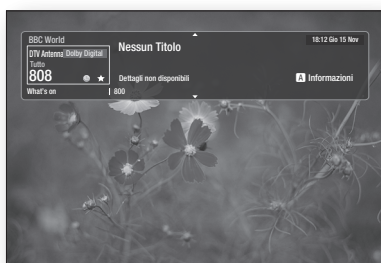 BBC World
18:12 Gio 15 Nov
DTV Antenna Dolby Digital
Nessun Titolo
Tutto
808
Dettagli non disponibili
A Informazioni
What's on
800